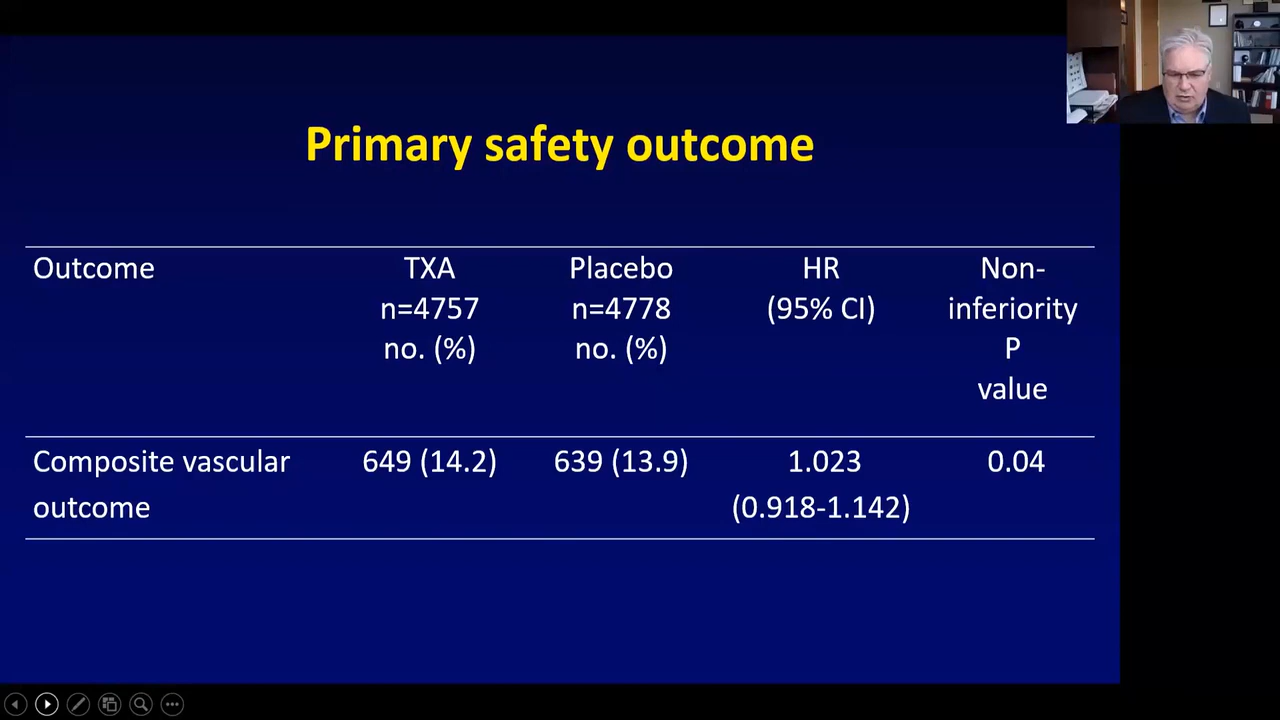 Primary safety outcome
Outcome TXA Placebo HR Non-
n=4757 n=4778 (95% CI) inferiority
no. (%) no. (%) P
value
Composite vascular 649 (14.2) 639 (13.9) 1.023 0.04
outcome (0.918-1.142)